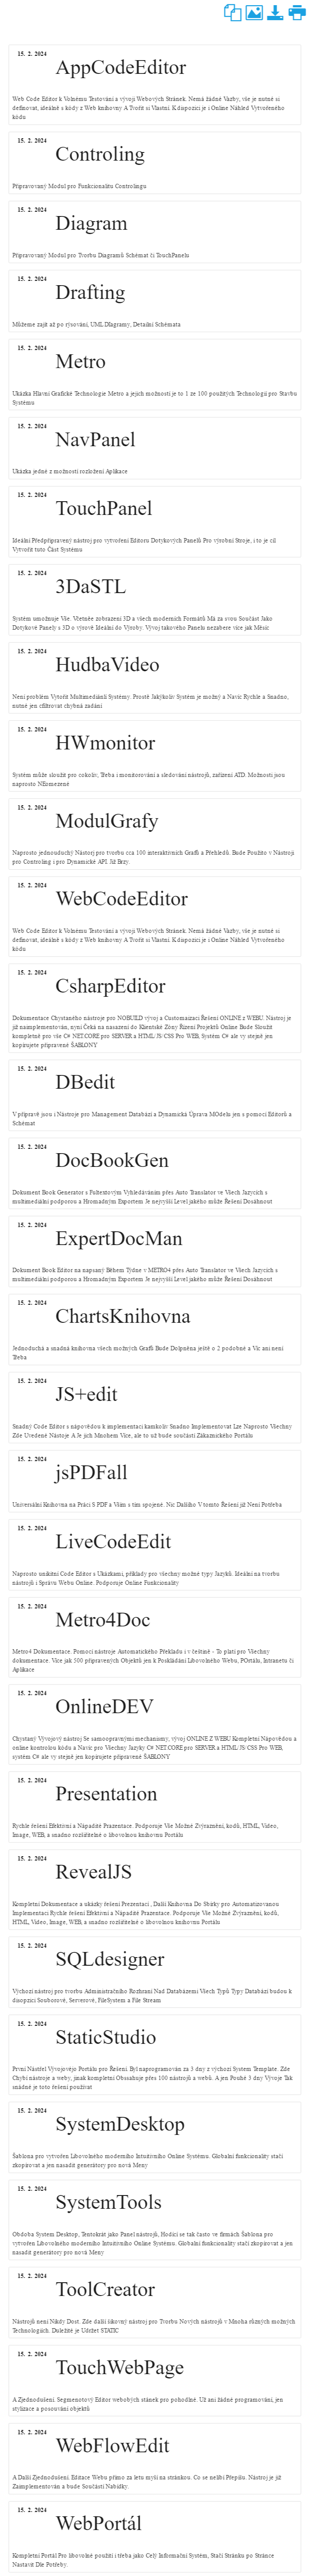 15. 2. 2024
AppCodeEditor
Web Code Editor k Volnému Testování a vývoji Webových Stránek. Nemá žádné Vazby, vše je nutné si
definovat, ideálně s kódy z Web knihovny A Tvořit si Vlastní. K dispozici je i Online Náhled Vytvořeného
kódu
15. 2. 2024
Controling
Připravovaný Modul pro Funkcionalitu Controlingu
15. 2. 2024
Diagram
Připravovaný Modul pro Tvorbu Diagramů Schémat či TouchPanelu
15. 2. 2024
Drafting
Můžeme zajít až po rýsování, UML DIagramy, Detailní Schémata
15. 2. 2024
Metro
Ukázka Hlavní Grafické Technologie Metro a jejich možností je to 1 ze 100 použitých Technologií pro Stavbu
Systému
15. 2. 2024
NavPanel
Ukázka jedné z možností rozložení Aplikace
15. 2. 2024
TouchPanel
Ideální Předpřipravený nástroj pro vytvoření Editoru Dotykových Panelů Pro výrobní Stroje, i to je cíl
Vytvořit tuto Část Systému
15. 2. 2024
3DaSTL
Systém umožnuje Vše. Včetněe zobrazení 3D a všech moderních Formátů Má za svou Součást Jako
Dotykové Panely s 3D o výrově Ideální do Výroby. Vývoj takového Panelu nezabere více jak Měsíc
15. 2. 2024
HudbaVideo
Není problém Vytořit Multimediánlí Systémy. Prostě Jakýkoliv Systém je možný a Navíc Rychle a Snadno,
nutné jen cfiltrovat chybná zadání
15. 2. 2024
HWmonitor
Systém může sloužit pro cokoliv, Třeba i monitorování a sledování nástrojů, zařízení ATD. Možnosti jsou
naprosto NEomezené
15. 2. 2024
ModulGrafy
Naprosto jednouduchý Nástorj pro tvorbu cca 100 interaktivních Graffi a Přehledů. Bude Použito v Nástroji
pro Controling i pro Dynamické API. Již Brzy.
15. 2. 2024
WebCodeEditor
Web Code Editor k Volnému Testování a vývoji Webových Stránek. Nemá žádné Vazby, vše je nutné si
definovat, ideálně s kódy z Web knihovny A Tvořit si Vlastní. K dispozici je i Online Náhled Vytvořeného
kódu
15. 2. 2024
CsharpEditor
Dokumentace Chystaného nástroje pro NOBUILD vývoj a Customaizaci Řešení ONLINE z WEBU. Nástroj je
již naimplementován, nyní Čeká na nasazení do Klientské Zóny Řízení Projektů Online Bude Sloužit
kompletně pro vše C# NET.CORE pro SERVER a HTML/JS/CSS Pro WEB, Systém C# ale vy stejně jen
kopírujete připravené ŠABLONY
15. 2. 2024
DBedit
V přípravě jsou i Nástroje pro Management Databází a Dynamická Úprava MOdelu jen s pomocí Editorů a
Schémat
15. 2. 2024
DocBookGen
Dokument Book Generator s Fultextovým Vyhledáváním přes Auto Translator ve Všech Jazycích s
multimediální podporou a Hromadným Exportem Je nejvyšší Level jakého může Řešení Dosáhnout
15. 2. 2024
ExpertDocMan
Dokument Book Editor na napsaný Během Týdne v METRO4 přes Auto Translator ve Všech Jazycích s
multimediální podporou a Hromadným Exportem Je nejvyšší Level jakého může Řešení Dosáhnout
15. 2. 2024
ChartsKnihovna
Jednoduchá a snadná knihovna všech možných Graffi Bude Dolpněna ještě o 2 podobné a Víc ani není
Třeba
15. 2. 2024
JS+edit
Snadný Code Editor s nápovědou k implementaci kamkoliv Snadno Implementovat Lze Naprosto Všechny
Zde Uvedené Nástoje A Je jich Mnohem Více, ale to už bude součástí Zákaznického Portálu
15. 2. 2024
jsPDFall
Universální Knihovna na Práci S PDF a Vším s tím spojené. Nic Dalšího V tomto Řešení již Není Potřeba
15. 2. 2024
LiveCodeEdit
Naprosto unikátní Code Editor s Ukázkami, příklady pro všechny možné typy Jazyků. Ideální na tvorbu
nástrojů i Správu Webu Online. Podporuje Online Funkcionality
15. 2. 2024
Metro4Doc
Metro4 Dokumentace. Pomocí nástroje Automatického Překladu i v češtině - To platí pro Všechny
dokumentace. Více jak 500 připravených Objektů jen k Poskládání Libovolného Webu, POrtálu, Intranetu či
Aplikace
15. 2. 2024
OnlineDEV
Chystaný Vývojový nástroj Se samoopravnými mechanismy, vývoj ONLINE Z WEBU Kompletní Nápovědou a
online kontrolou kódu a Navíc pro Všechny Jazyky C# NET.CORE pro SERVER a HTML/JS/CSS Pro WEB,
systém C# ale vy stejně jen kopírujete připravené ŠABLONY
15. 2. 2024
Presentation
Rychlé řešení Efektivní a Nápadité Prazentace. Podporuje Vše Možné Zvýraznění, kodů, HTML, Video,
Image, WEB, a snadno rozšířitelné o libovolnou knihovnu Portálu
15. 2. 2024
RevealJS
Kompletní Dokumentace a ukázky řešení Prezentací , Další Knihovna Do Sbírky pro Automatizovanou
Implementaci Rychlé řešení Efektivní a Nápadité Prazentace. Podporuje Vše Možné Zvýraznění, kodů,
HTML, Video, Image, WEB, a snadno rozšířitelné o libovolnou knihovnu Portálu
15. 2. 2024
SQLdesigner
Výchozí nástroj pro tvorbu Administračního Rozhraní Nad Databázemi Všech Typů Typy Databází budou k
dispozici Souborové, Serverové, FileSystem a File Stream
15. 2. 2024
StaticStudio
První Nástřel Vývojovéjo Portálu pro Řešení. Byl naprogramován za 3 dny z výchozí System Template. Zde
Chybí nástroje a weby, jinak kompletní Obsahuje přes 100 nástrojů a webů. A jen Pouhé 3 dny Vývoje Tak
snadné je toto řešení používat
15. 2. 2024
SystemDesktop
Šablona pro vytvořen Libovolného moderního Intuitivního Online Systému. Globalní funkcionality stačí
zkopírovat a jen nasadit generátory pro nová Meny
15. 2. 2024
SystemTools
Obdoba System Desktop, Tentokrát jako Panel nástrojů, Hodící se tak často ve firmách Šablona pro
vytvořen Libovolného moderního Intuitivního Online Systému. Globalní funkcionality stačí zkopírovat a jen
nasadit generátory pro nová Meny
15. 2. 2024
ToolCreator
Nástrojů není Nikdy Dost. Zde další šikovný nástroj pro Tvorbu Nových nástrojů v Mnoha různých možných
Technologiích. Duležité je Udržet STATIC
15. 2. 2024
TouchWebPage
A Zjednodušení. Segmenotový Editor webobých stánek pro pohodlné. Už ani žádné programování, jen
stylizace a posouvání objektů
15. 2. 2024
WebFlowEdit
A Další Zjednodušení. Editace Webu přímo za letu myší na stránkou. Co se nelíbí Přepíšu. Nástroj je již
Zaimplementován a bude Součástí Nabídky.
15. 2. 2024
WebPortál
Kompletní Portál Pro libovolné použití i třeba jako Celý Informační Systém, Stačí Stránku po Stránce
Nastavit Dle Potřeby.